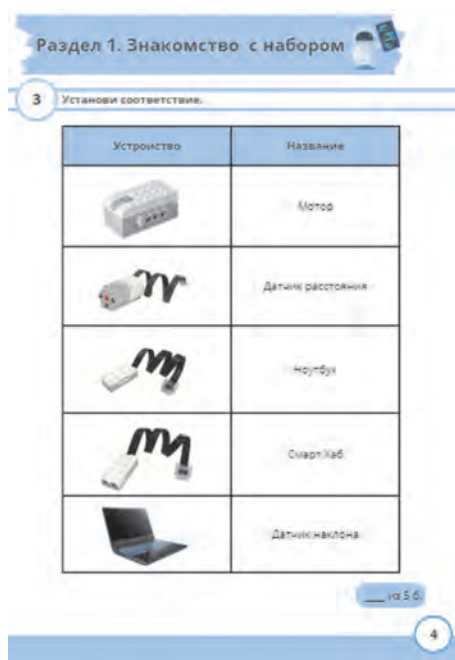 Раздел 1. Знакомство с набором
3
Установи соответствие.
Устройство
Название
Мотор
Датчик расстояния
Ноутбук
Смарт Хаб
Датчик наклона
___ из 5 б.
4